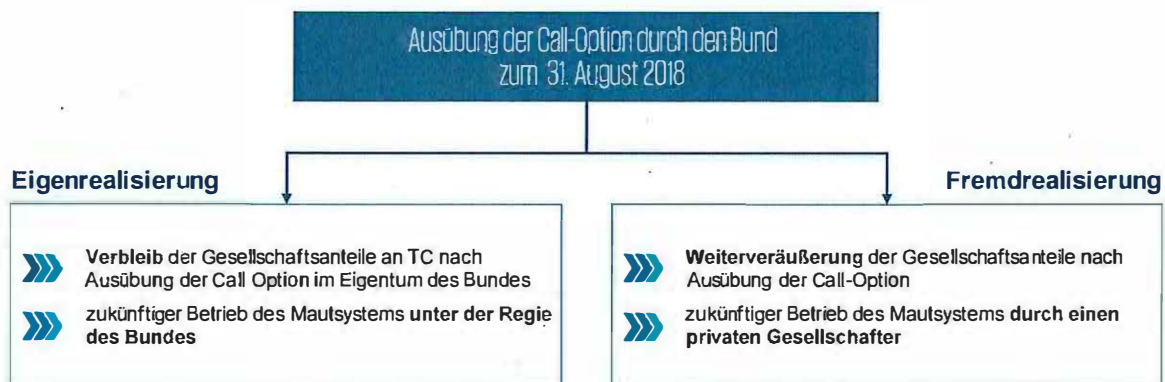 Ausübung der Call-Option durch den Bund
zum 31. August 2018
Eigenrealisierung
Verbleib der Gesellschaftsanteile an TC nach
Ausübung der Call Option im Eigentum des Bundes
zukünftiger Betrieb des Mautsystems unter der Regie
des Bundes
Fremdrealisierung
Weiterveräußerung der Gesellschaftsanteile nach
Ausübung der Call-Option
zukünftiger Betrieb des Mautsystems durch einen
privaten Gesellschafter